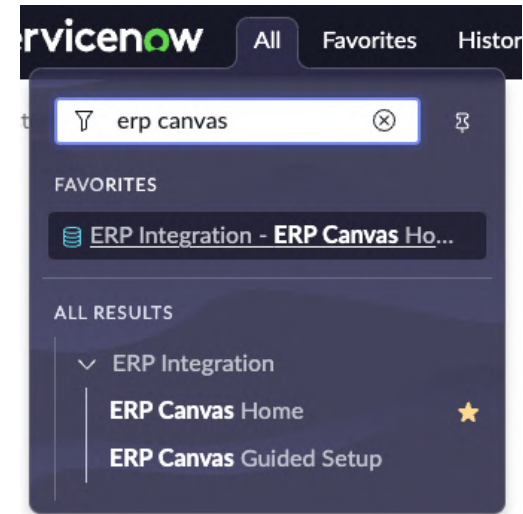 servicenow All Favorites Histor
erp canvas
FAVORITES
ERP Integration - ERP Canvas Ho...
ALL RESULTS
ERP Integration
ERP Canvas Home
ERP Canvas Guided Setup